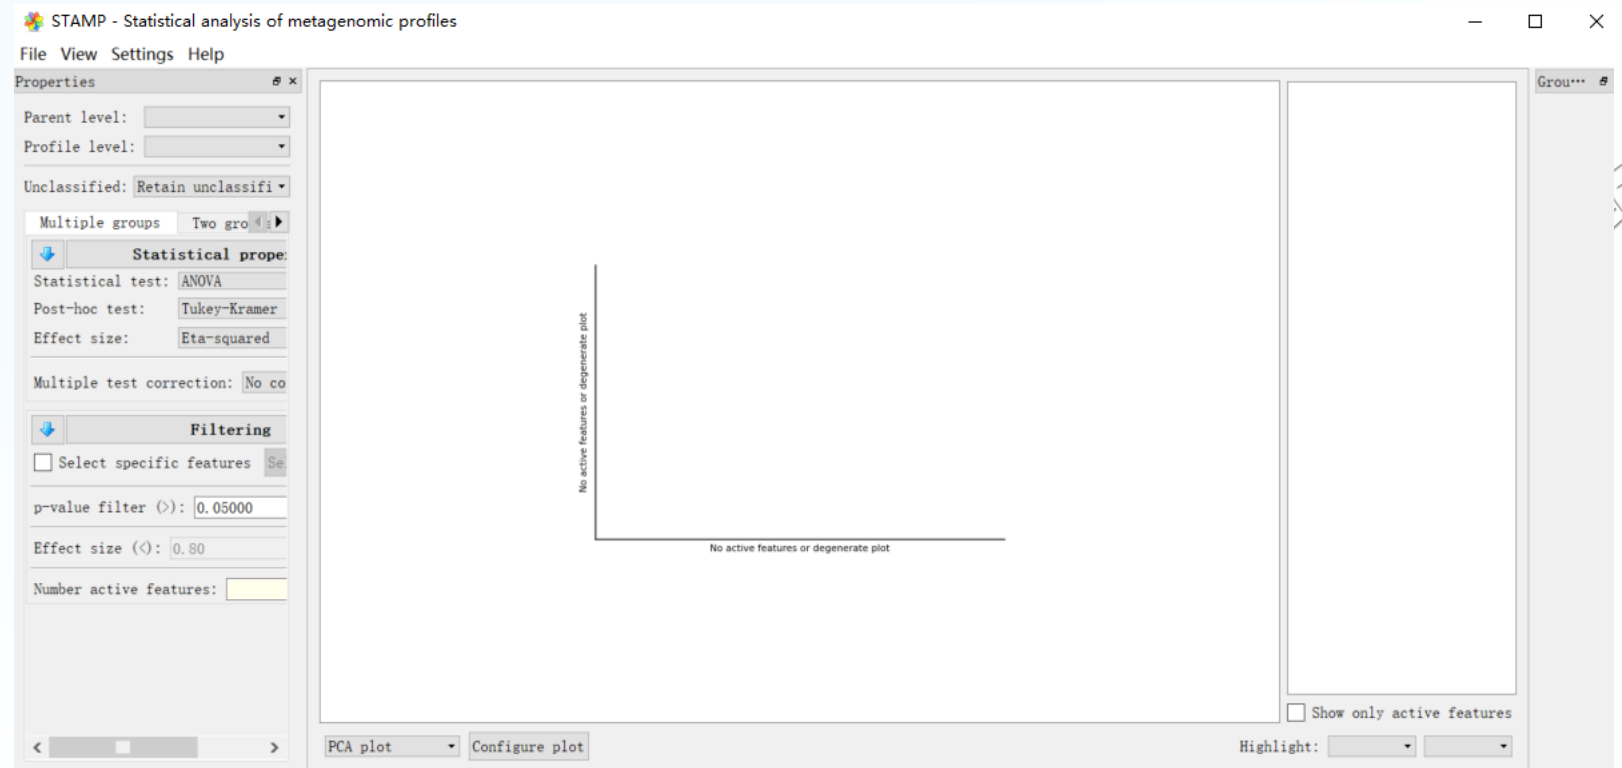 STAMP - Statistical analysis of metagenomic profiles
File View Settings Help
Properties
Parent level:
Profile level:
Unclassified: Retain unclassifi
Multiple groups Two gro
Statistical prope
Statistical test: ANOVA
Post-hoc test: Tukey-Kramer
Effect size: Eta-squared
Multiple test correction: No co
Filtering
Select specific features Se
p-value filter (>): 0.05000
Effect size (<): 0.80
Number active features:
No active features or degenerate plot
No active features or degenerate plot
PCA plot Configure plot
Grou...
Show only active features
Highlight: